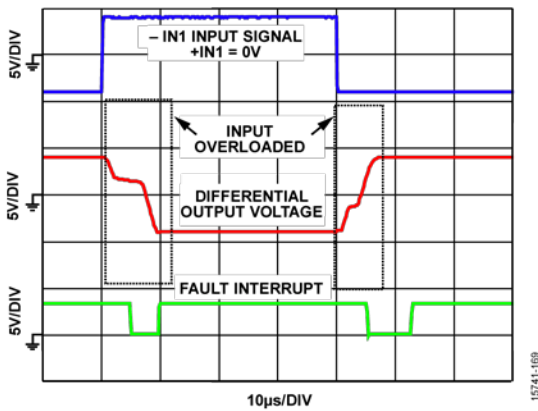 – IN1 INPUT SIGNAL
+IN1 = 0V
5V/DIV
INPUT
OVERLOADED
5V/DIV
DIFFERENTIAL
OUTPUT VOLTAGE
FAULT INTERRUPT
5V/DIV
10µs/DIV
15741-169